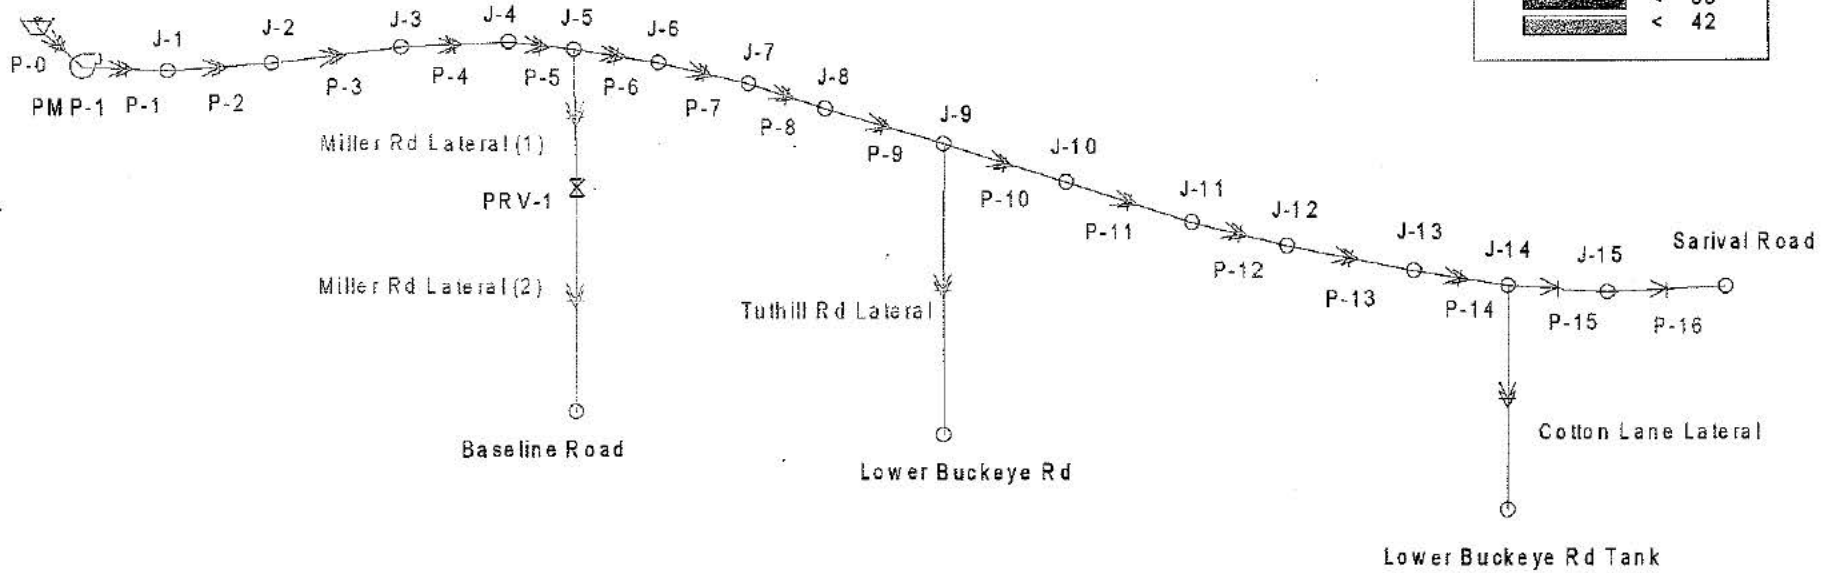 < 42
P-0
PMP-1
P-1
J-1
P-2
J-2
P-3
J-3
P-4
J-4
P-5
J-5
P-6
J-6
P-7
J-7
P-8
J-8
P-9
J-9
P-10
J-10
P-11
J-11
P-12
J-12
P-13
J-13
P-14
J-14
P-15
J-15
P-16
Sarival Road
Miller Rd Lateral (1)
PRV-1
Miller Rd Lateral (2)
Baseline Road
Tuthill Rd Lateral
Lower Buckeye Rd
Cotton Lane Lateral
Lower Buckeye Rd Tank